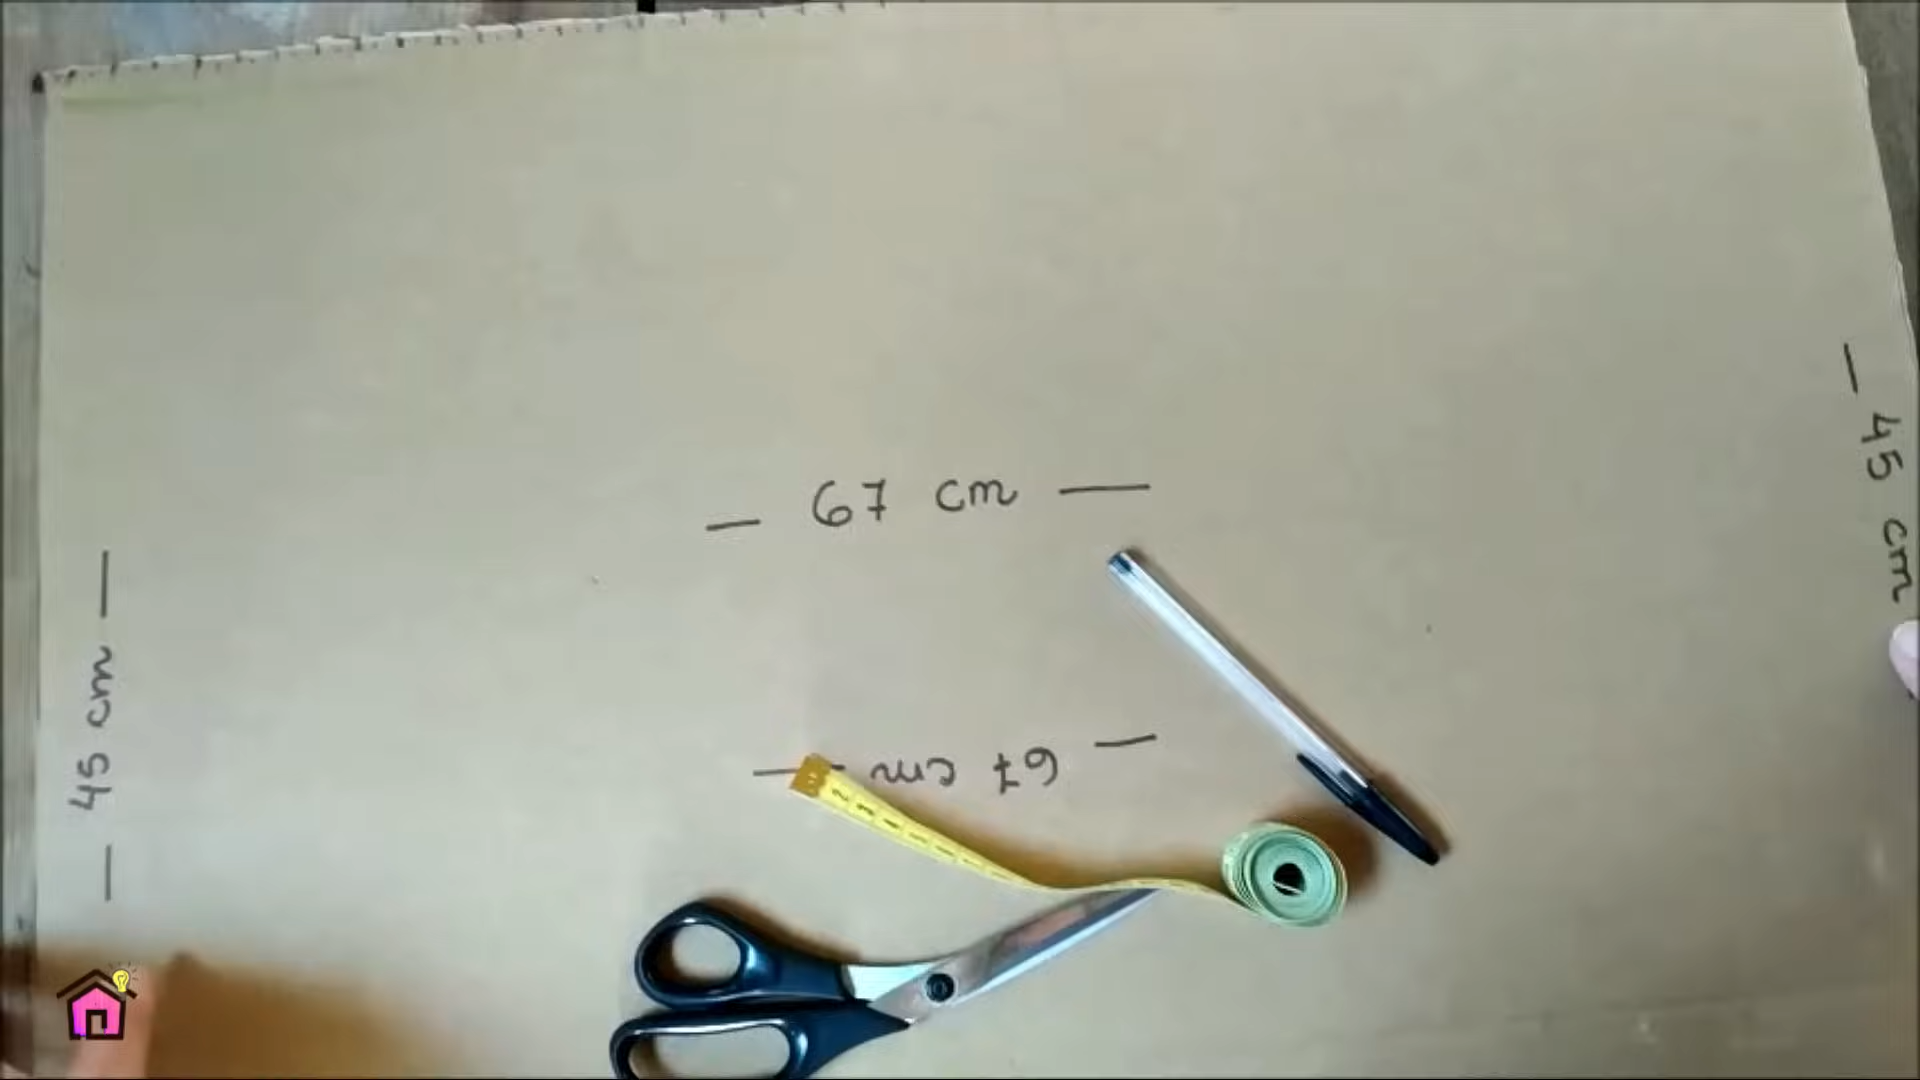 — 67 cm —
— 45 cm —
— 45 cm —
— 67 cm —